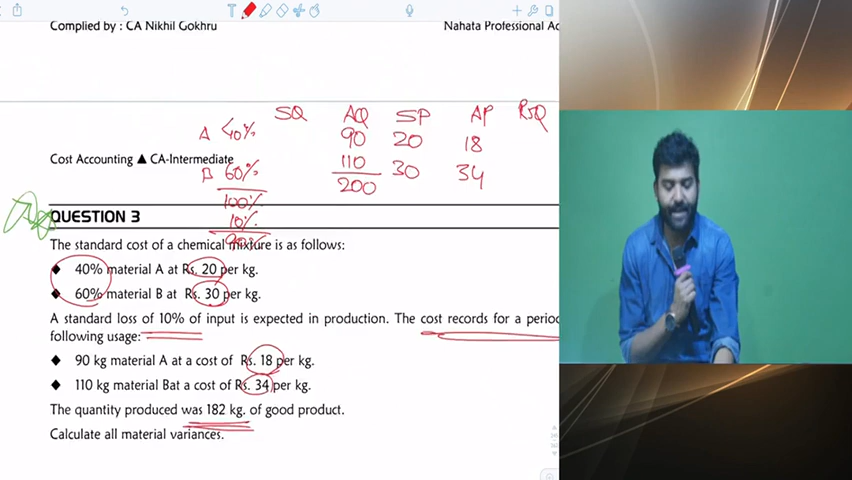 Complied by : CA Nikhil Gokhru Nahata Professional Ac
SQ AQ SP AP RSQ
A 40% 90 20 18
B 60% 110 30 34
100% 200
10%
90%
Cost Accounting ▲ CA-Intermediate
QUESTION 3
The standard cost of a chemical mixture is as follows:
◆ 40% material A at Rs. 20 per kg.
◆ 60% material B at Rs. 30 per kg.
A standard loss of 10% of input is expected in production. The cost records for a perio
following usage:
◆ 90 kg material A at a cost of Rs. 18 per kg.
◆ 110 kg material Bat a cost of Rs. 34 per kg.
The quantity produced was 182 kg. of good product.
Calculate all material variances.